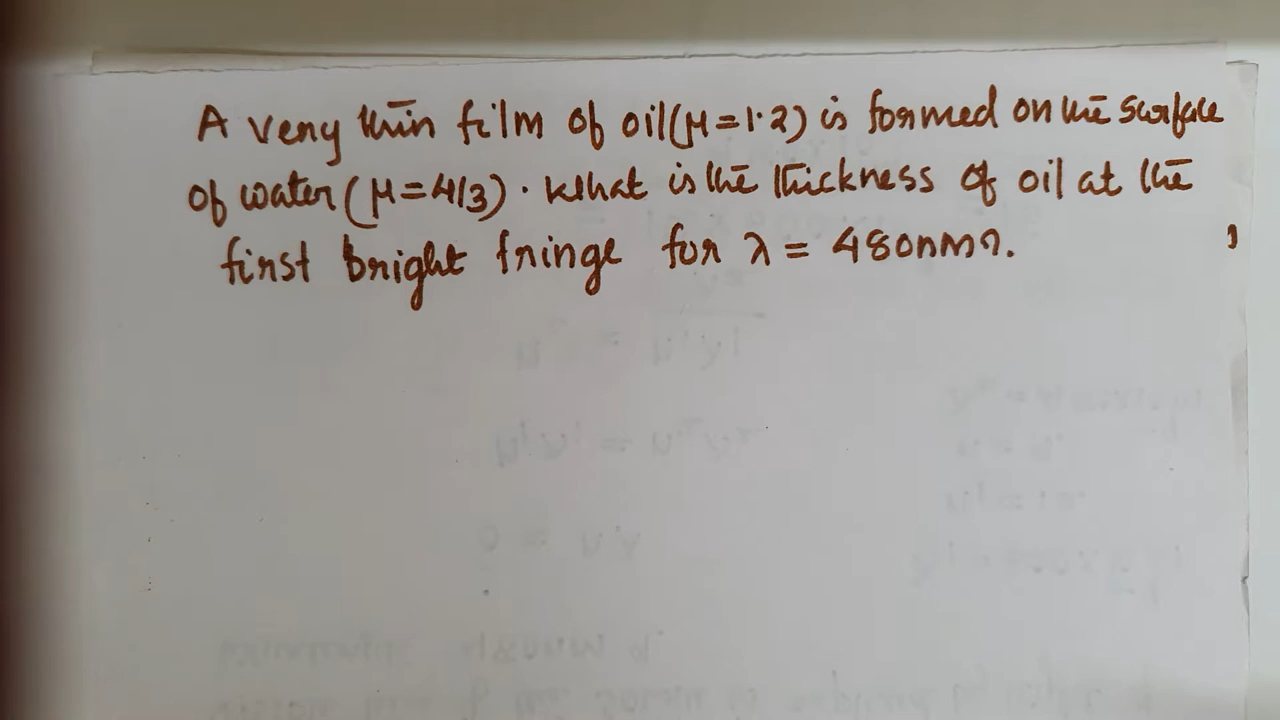 A very thin film of oil(μ=1.2) is formed on the surface
of water (μ=4/3). What is the thickness of oil at the
first bright fringe for λ = 480nm?.